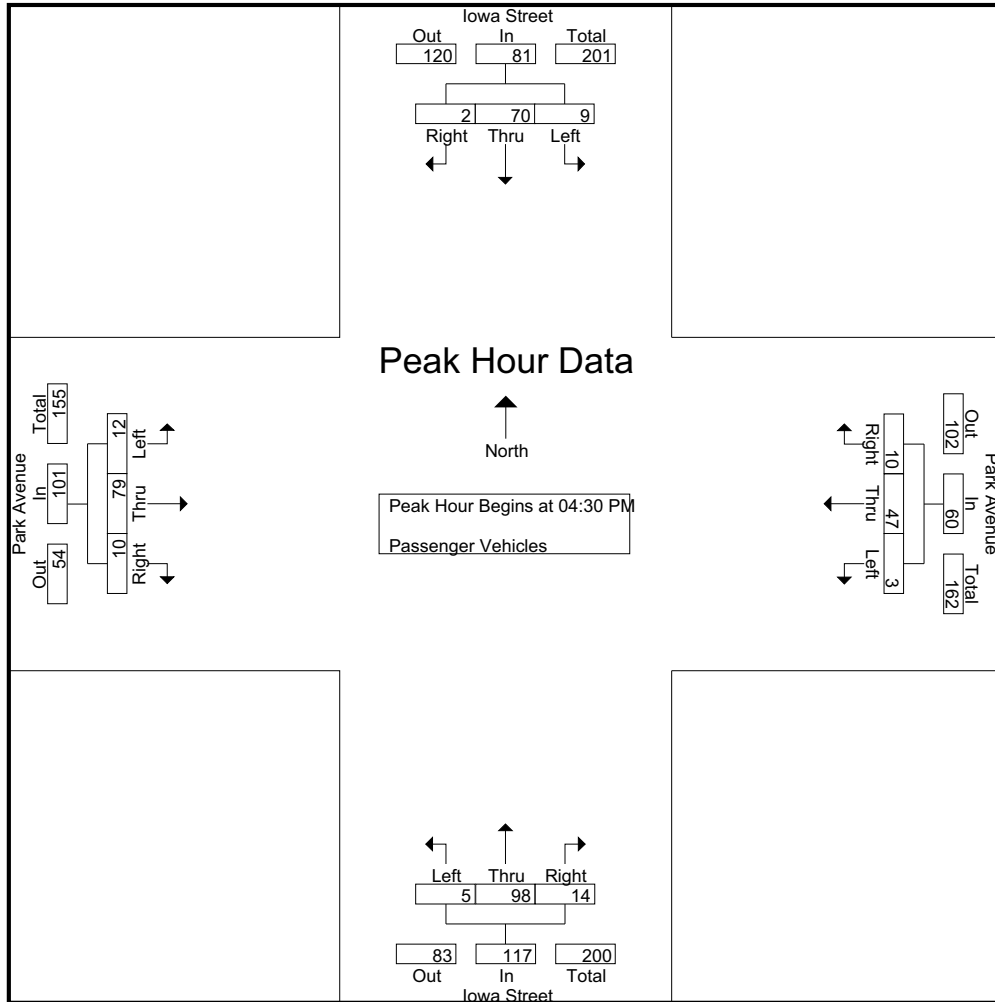 Iowa Street
Out In Total
120 81 201
2 70 9
Right Thru Left
Peak Hour Data
North
Peak Hour Begins at 04:30 PM
Passenger Vehicles
Park Avenue
Out In Total
54 101 155
10 79 12
Right Thru Left
Park Avenue
Out In Total
102 60 162
10 47 3
Right Thru Left
Left Thru Right
5 98 14
83 117 200
Out In Total
Iowa Street